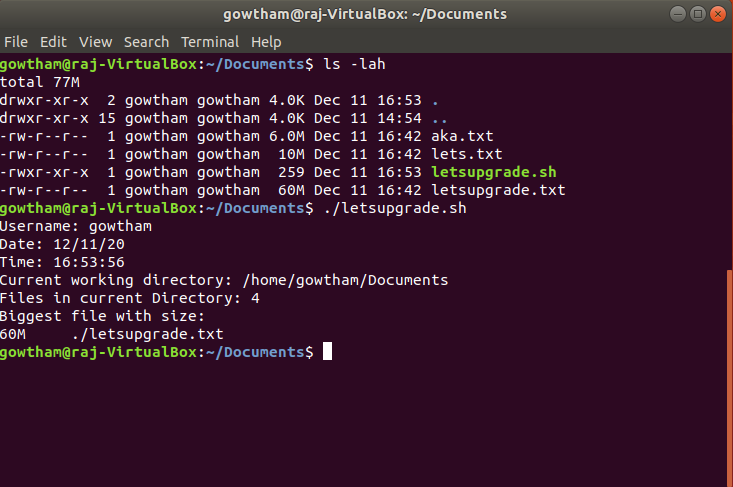 gowtham@raj-VirtualBox: ~/Documents
File Edit View Search Terminal Help
gowtham@raj-VirtualBox:~/Documents$ ls -lah
total 77M
drwxr-xr-x  2 gowtham gowtham 4.0K Dec 11 16:53 .
drwxr-xr-x 15 gowtham gowtham 4.0K Dec 11 14:54 ..
-rw-r--r--  1 gowtham gowtham 6.0M Dec 11 16:42 aka.txt
-rw-r--r--  1 gowtham gowtham  10M Dec 11 16:42 lets.txt
-rwxr-xr-x  1 gowtham gowtham  259 Dec 11 16:53 letsupgrade.sh
-rw-r--r--  1 gowtham gowtham  60M Dec 11 16:42 letsupgrade.txt
gowtham@raj-VirtualBox:~/Documents$ ./letsupgrade.sh
Username: gowtham
Date: 12/11/20
Time: 16:53:56
Current working directory: /home/gowtham/Documents
Files in current Directory: 4
Biggest file with size:
60M     ./letsupgrade.txt
gowtham@raj-VirtualBox:~/Documents$